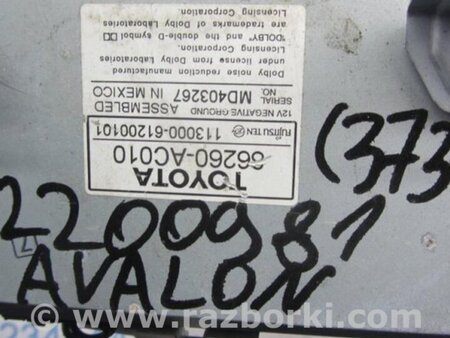 TOYOTA
86260-AC010
FUJITSU TEN 113000-61200101
12V NEGATIVE GROUND ASSEMBLED
SERIAL NO. MD403267 IN MEXICO
Dolby noise reduction manufactured
under license from Dolby Laboratories
Licensing Corporation.
"DOLBY" and the double-D symbol
are trademarks of Dolby Laboratories
Licensing Corporation.
(373
2200981
7
AVALON
© www.razborki.com